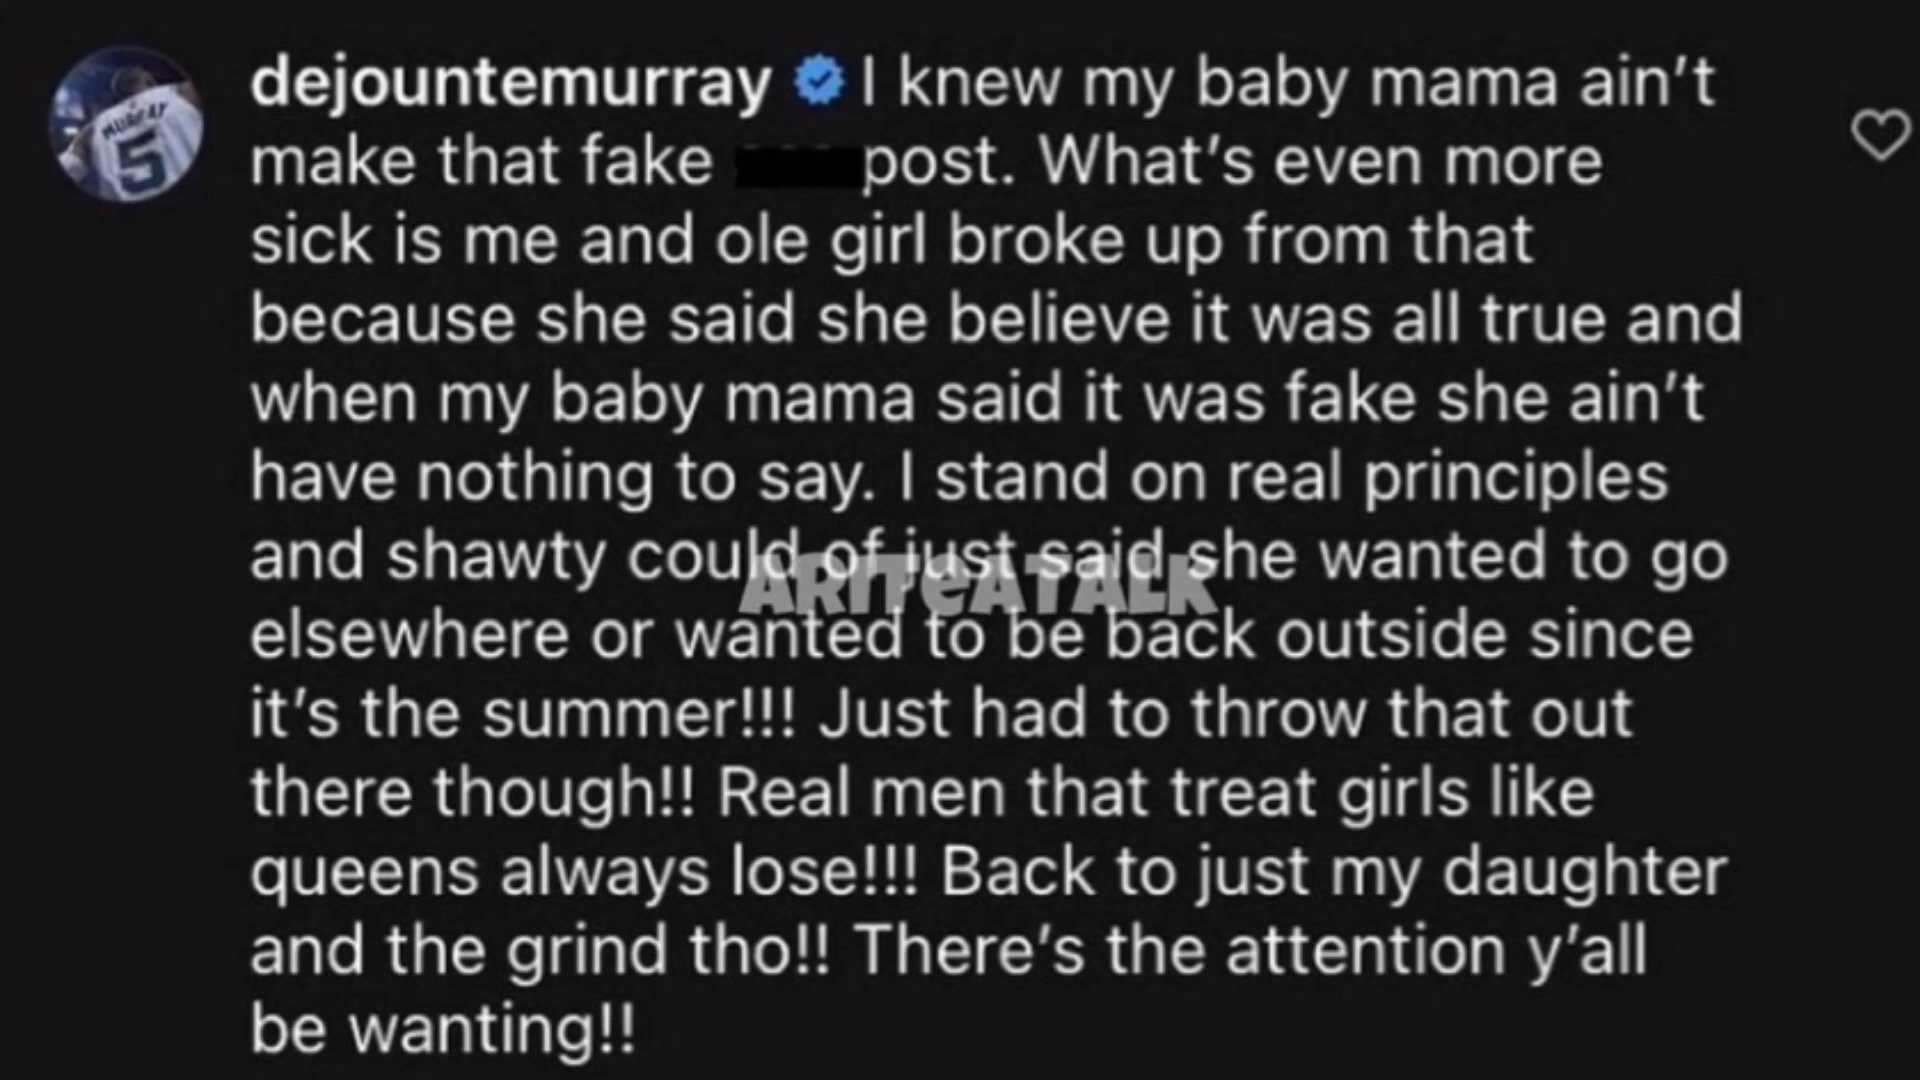 dejountemurray I knew my baby mama ain't
make that fake post. What's even more
sick is me and ole girl broke up from that
because she said she believe it was all true and
when my baby mama said it was fake she ain't
have nothing to say. I stand on real principles
and shawty could of just said she wanted to go
ARITEATALK
elsewhere or wanted to be back outside since
it's the summer!!! Just had to throw that out
there though!! Real men that treat girls like
queens always lose!!! Back to just my daughter
and the grind tho!! There's the attention y'all
be wanting!!
MURRAY
5